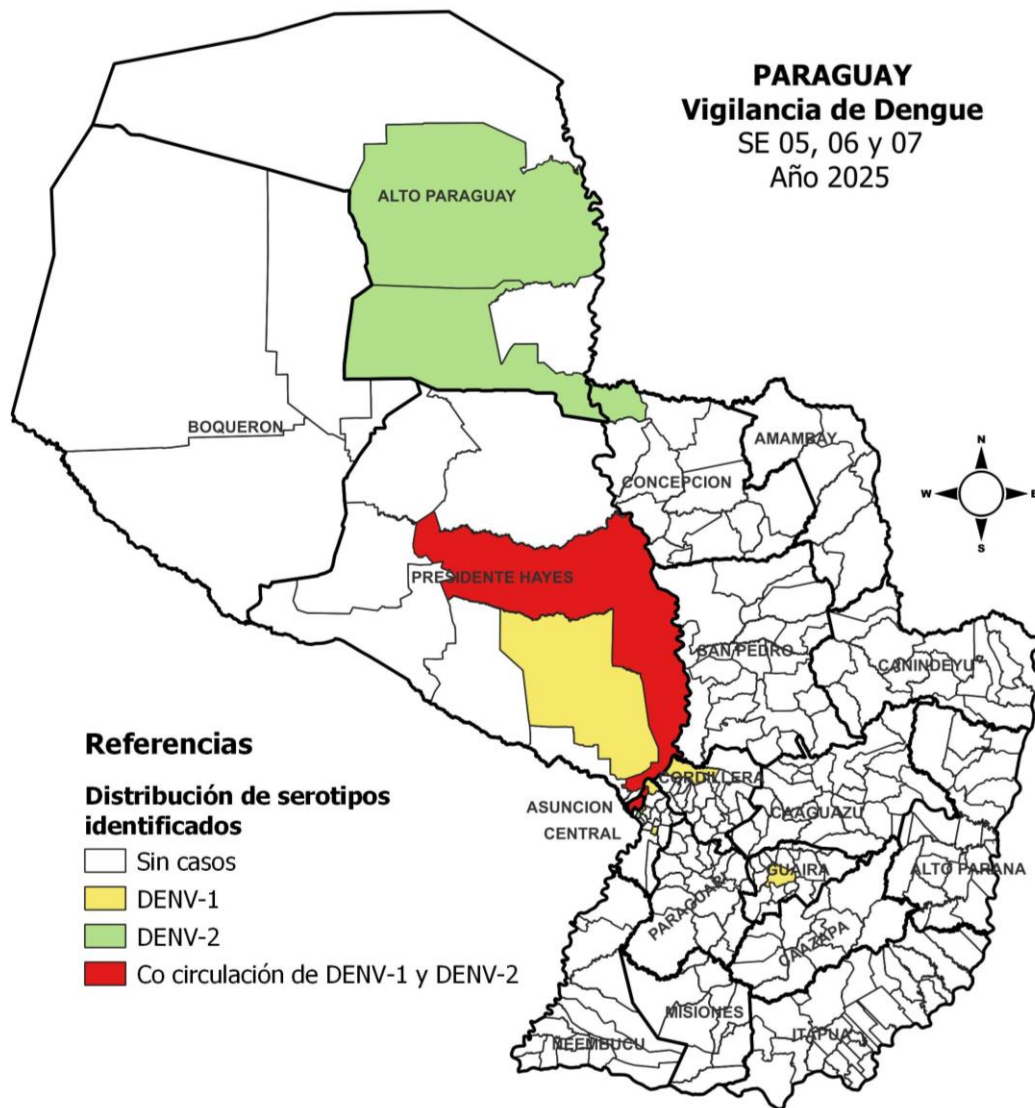 PARAGUAY
Vigilancia de Dengue
SE 05, 06 y 07
Año 2025
ALTO PARAGUAY
BOQUERON
AMAMBAY
CONCEPCION
N
W
E
S
PRESIDENTE HAYES
SAN PEDRO
CANINDEYU
Referencias
Distribución de serotipos
identificados
Sin casos
DENV-1
DENV-2
Co circulación de DENV-1 y DENV-2
CORDILLERA
ASUNCION
CENTRAL
CAAGUAZU
GUAIRA
ALTO PARANA
PARAGUARI
CAAZAPA
MISIONES
ITAPUA
ÑEEMBUCU